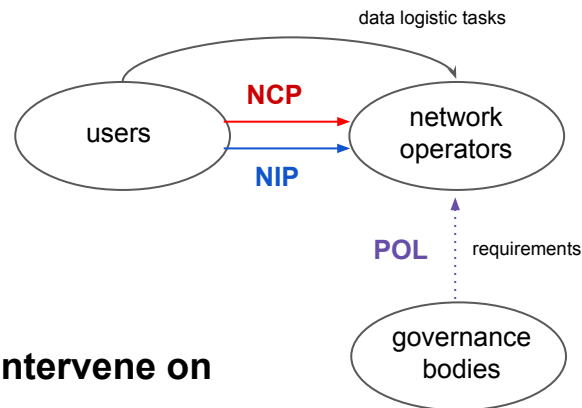 data logistic tasks
NCP
users
network
operators
NIP
POL
requirements
governance
bodies
ntervene on